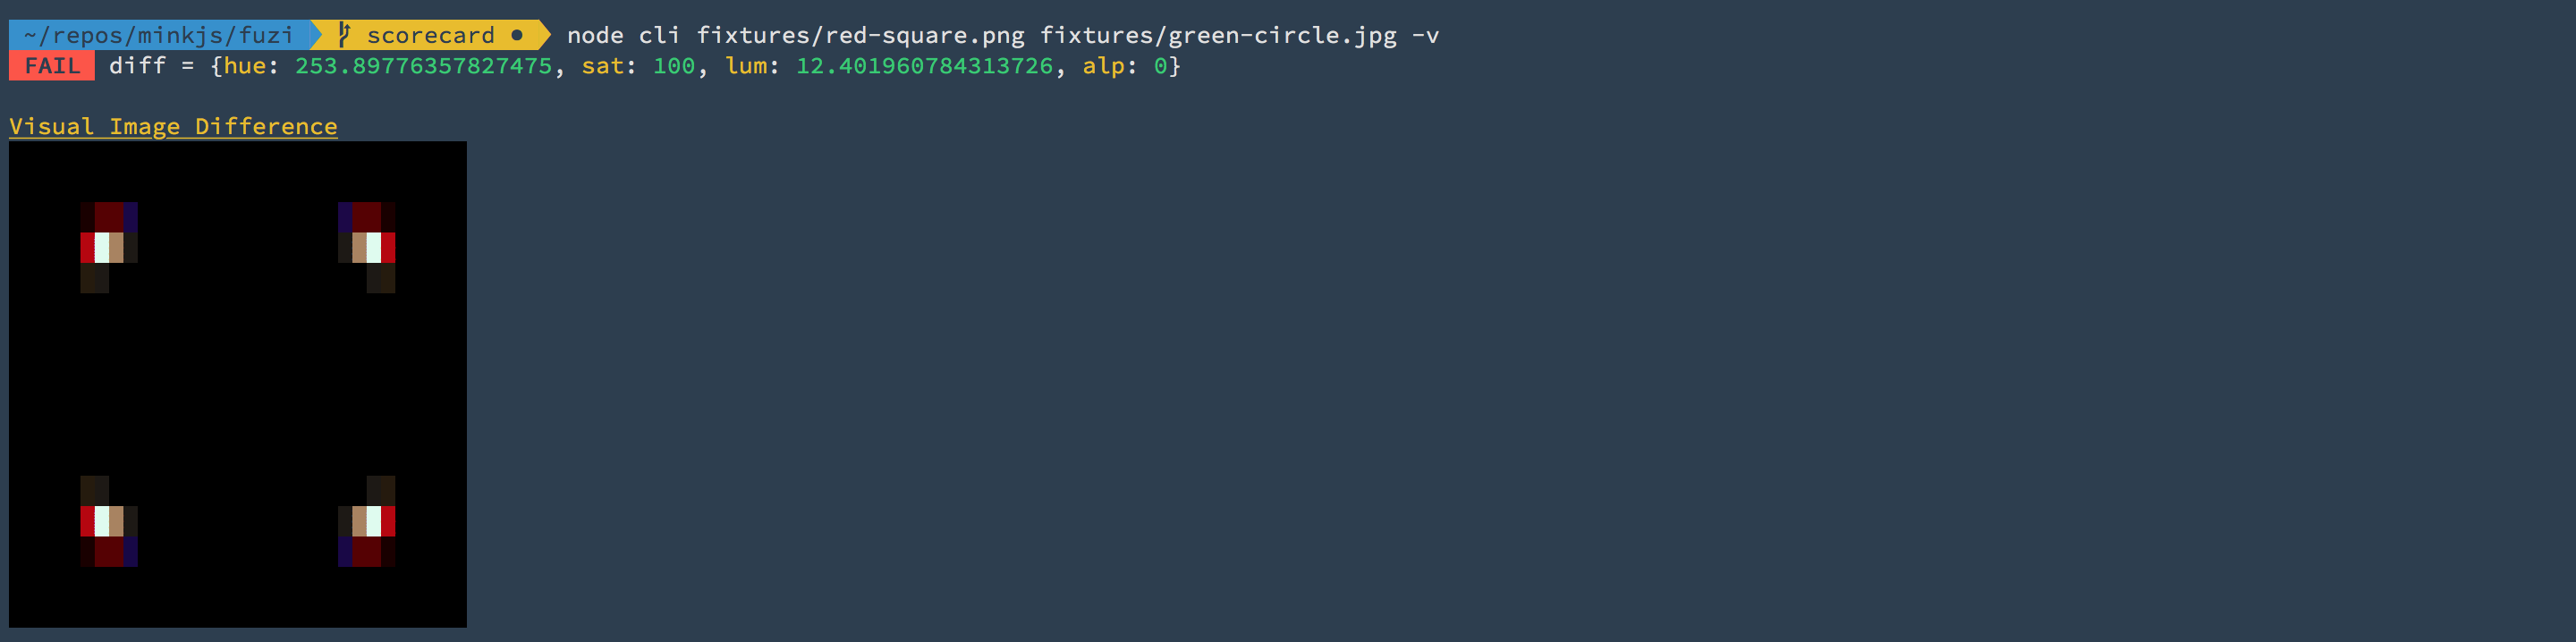 ~/repos/minkjs/fuzi scorecard ● node cli fixtures/red-square.png fixtures/green-circle.jpg -v
FAIL diff = {hue: 253.89776357827475, sat: 100, lum: 12.401960784313726, alp: 0}
Visual Image Difference